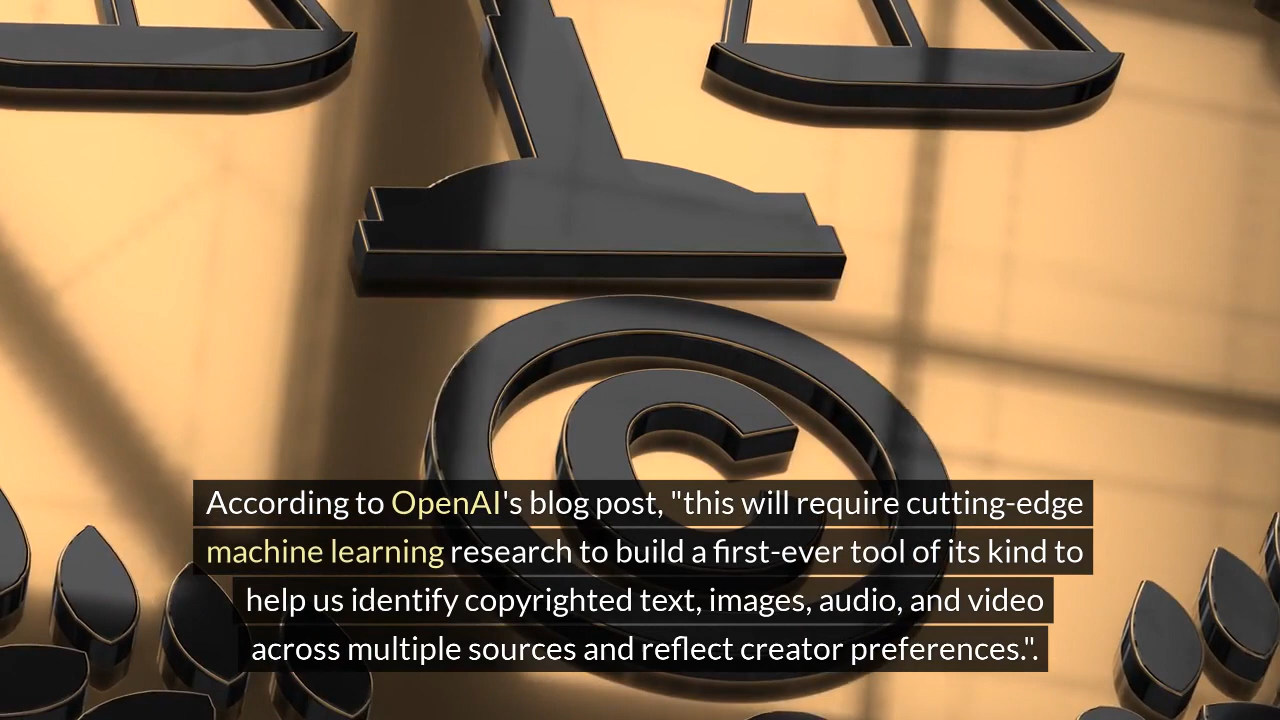 According to OpenAI's blog post, "this will require cutting-edge
machine learning research to build a first-ever tool of its kind to
help us identify copyrighted text, images, audio, and video
across multiple sources and reflect creator preferences.".